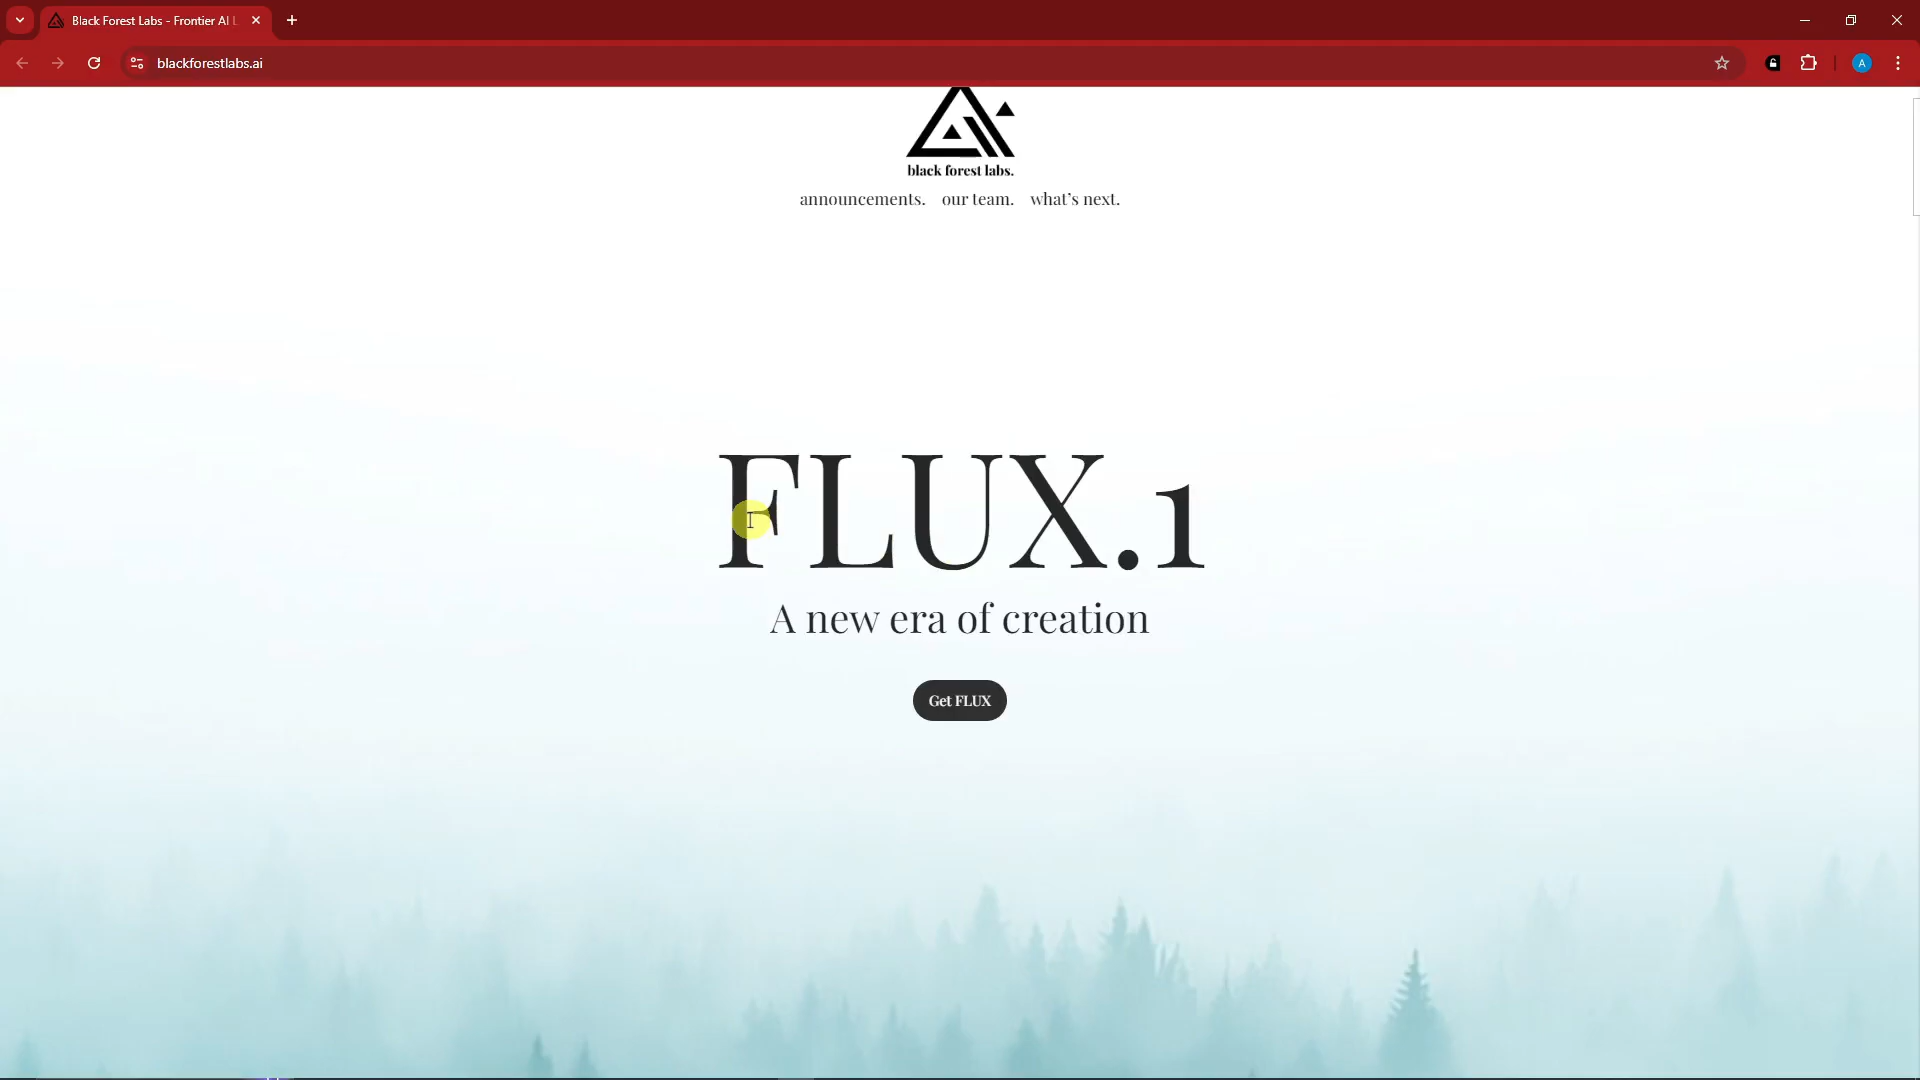 Black Forest Labs - Frontier AI L
blackforestlabs.ai
A
black forest labs.
announcements. our team. what's next.
FLUX.1
A new era of creation
Get FLUX